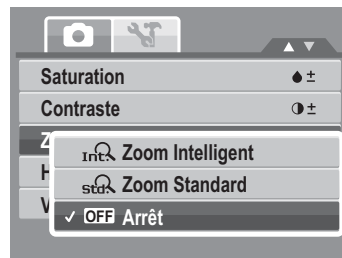 Saturation
Contraste
Z
Int Zoom Intelligent
H
std Zoom Standard
V
OFF Arrêt